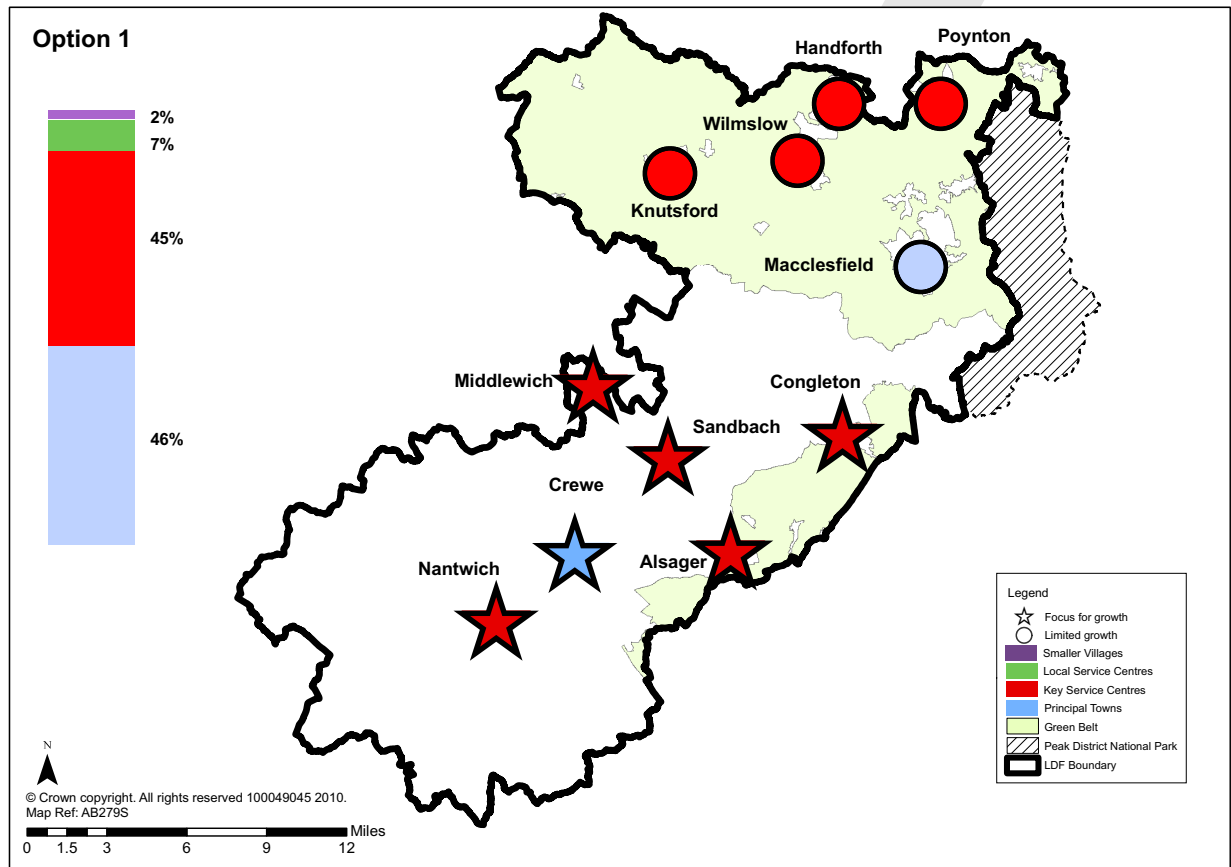 Option 1
Handforth
Poynton
2%
7%
Wilmslow
Knutsford
45%
Macclesfield
Middlewich
Congleton
Sandbach
46%
Crewe
Nantwich
Alsager
Legend
Focus for growth
Limited growth
Smaller Villages
Local Service Centres
Key Service Centres
Principal Towns
Green Belt
Peak District National Park
LDF Boundary
N
© Crown copyright. All rights reserved 100049045 2010.
Map Ref: AB279S
Miles
0 1.5 3 6 9 12